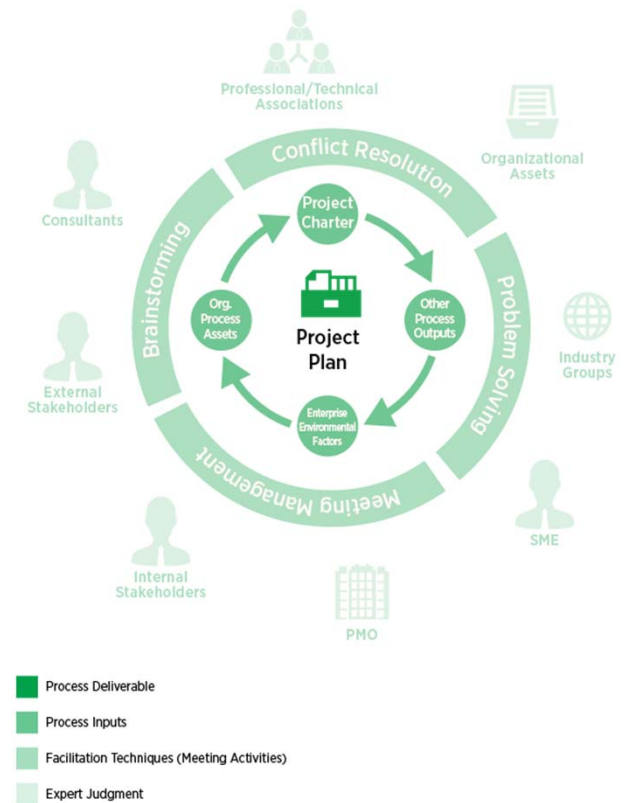 Professional/Technical
Associations
Organizational
Assets
Consultants
Conflict Resolution
Brainstorming
Problem Solving
Meeting Management
Project
Charter
Org.
Process
Assets
Other
Process
Outputs
Project
Plan
Enterprise
Environmental
Factors
Industry
Groups
External
Stakeholders
SME
Internal
Stakeholders
PMO
Process Deliverable
Process Inputs
Facilitation Techniques (Meeting Activities)
Expert Judgment